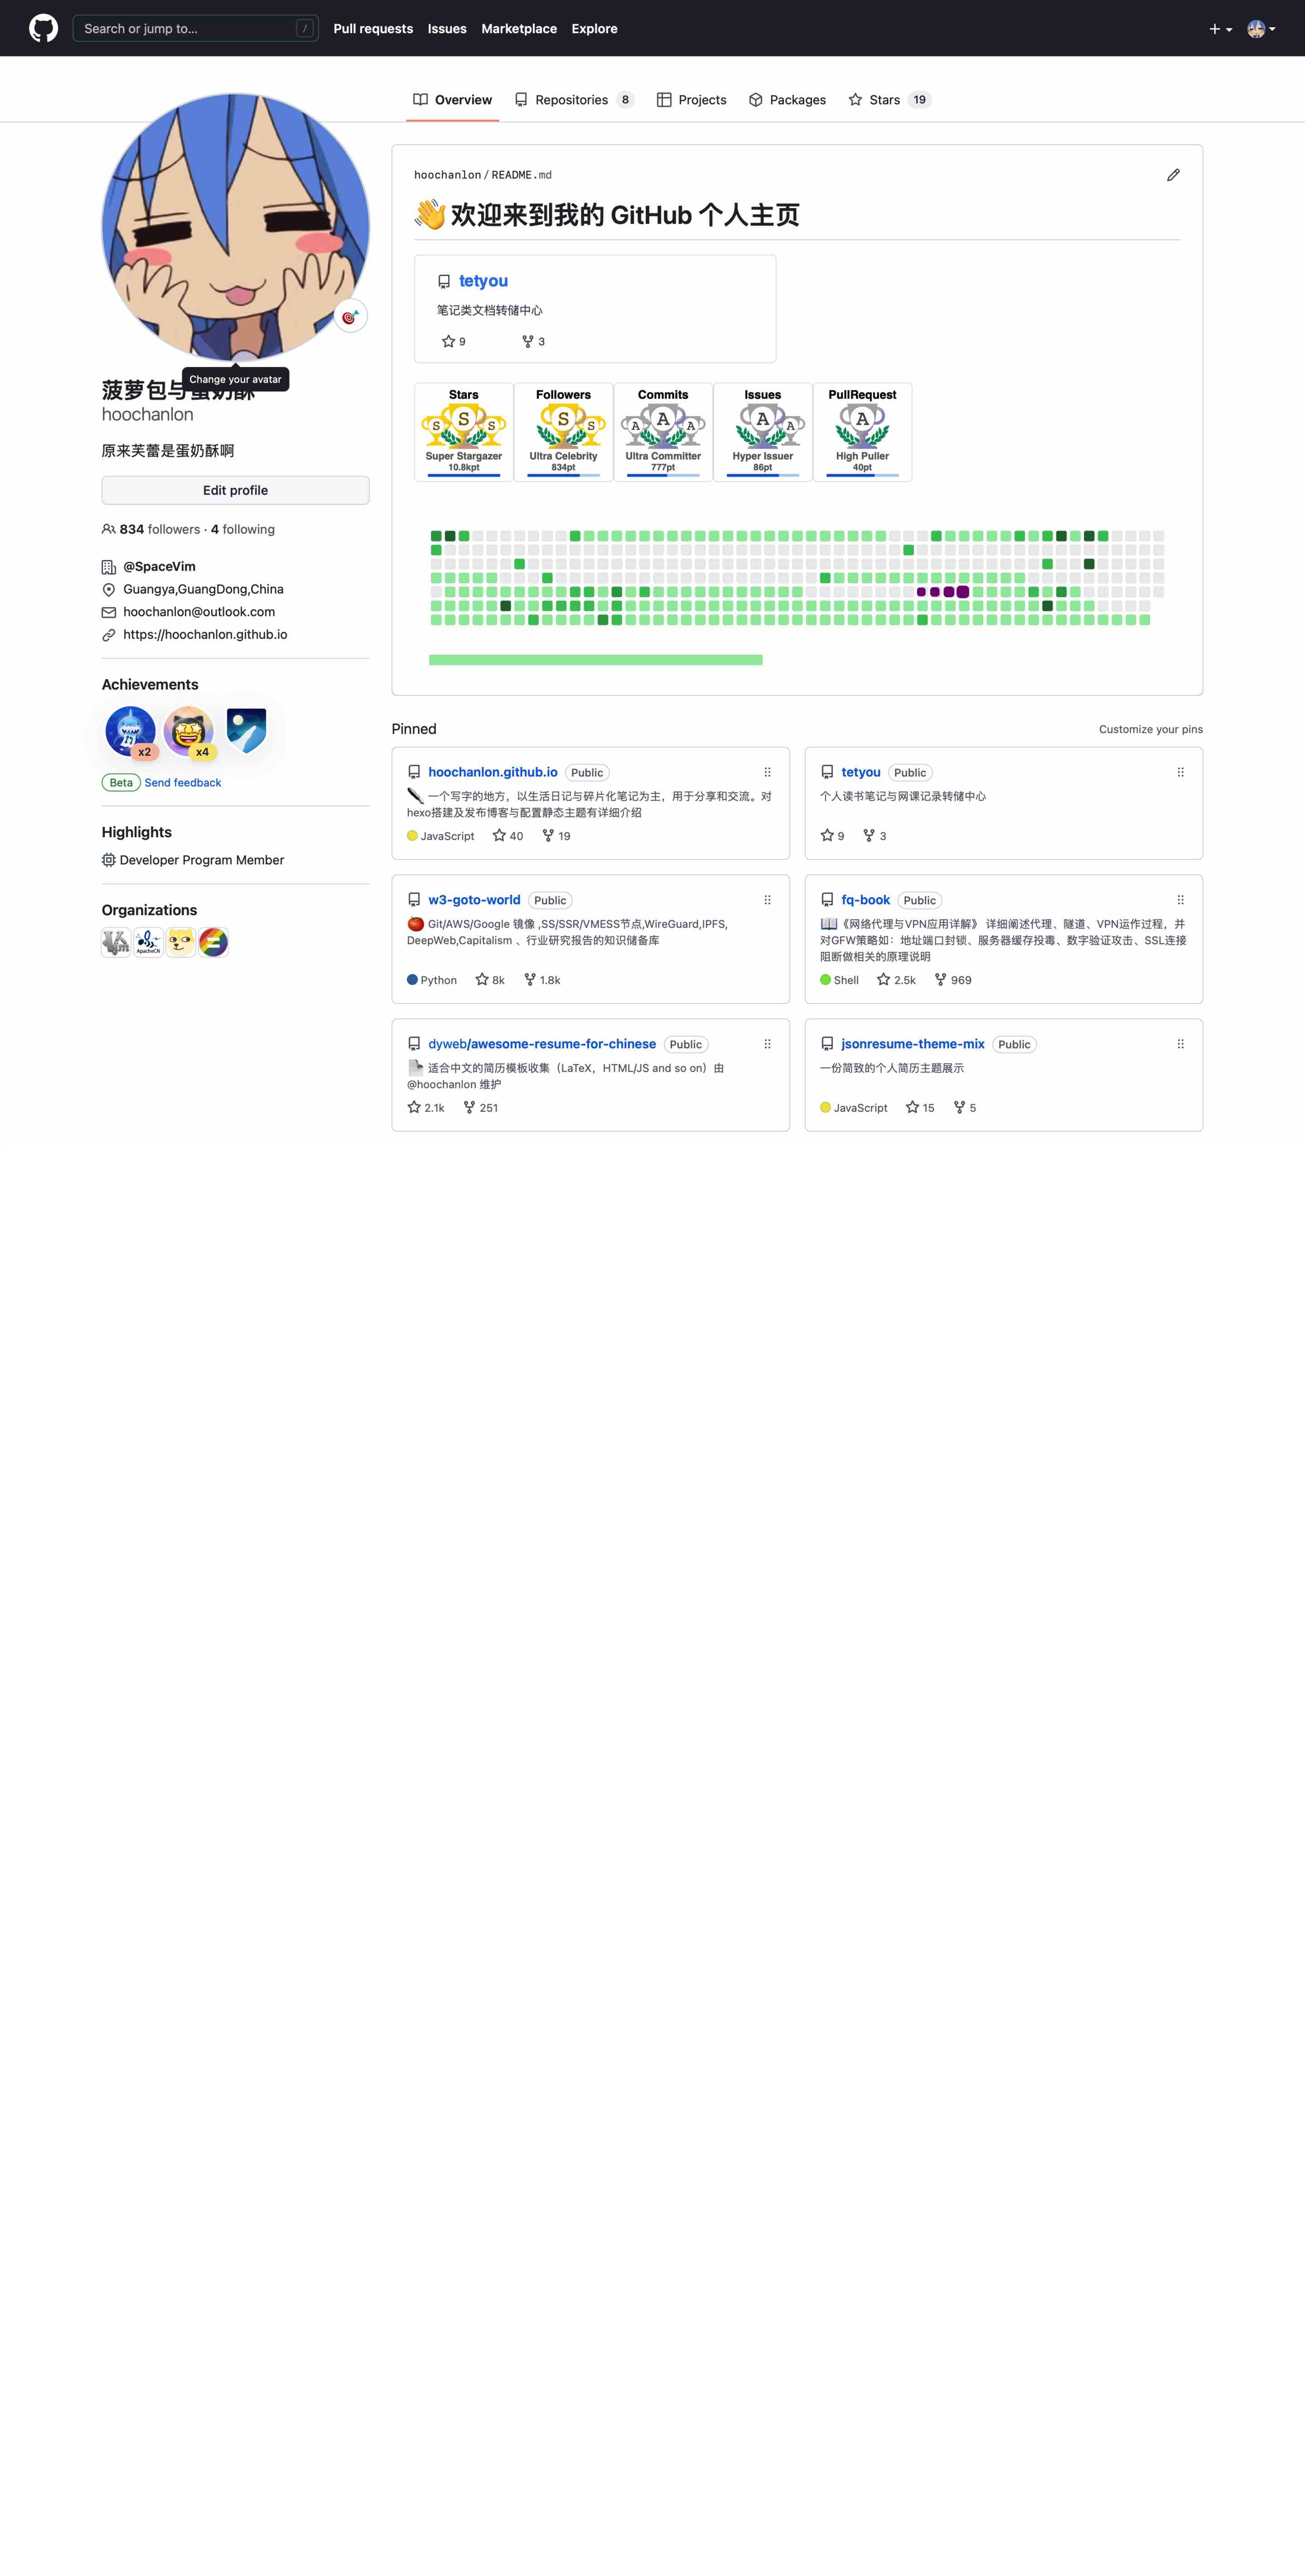 Search or jump to... /
Pull requests Issues Marketplace Explore
Overview Repositories 8 Projects Packages Stars 19
Change your avatar
菠萝包与蛋奶酥
hoochanlon
原来芙蕾是蛋奶酥啊
Edit profile
834 followers · 4 following
@SpaceVim
Guangya,GuangDong,China
hoochanlon@outlook.com
https://hoochanlon.github.io
Achievements
x2 x4
Beta Send feedback
Highlights
Developer Program Member
Organizations
ApacheCN
hoochanlon / README.md
👋 欢迎来到我的 GitHub 个人主页
tetyou
笔记类文档转储中心
9 3
Stars Followers Commits Issues PullRequest
S S S S S A A A A A A
Super Stargazer Ultra Celebrity Ultra Committer Hyper Issuer High Puller
10.8kpt 834pt 777pt 86pt 40pt
Pinned Customize your pins
hoochanlon.github.io Public
一个写字的地方，以生活日记与碎片化笔记为主，用于分享和交流。对
hexo搭建及发布博客与配置静态主题有详细介绍
JavaScript 40 19
tetyou Public
个人读书笔记与网课记录转储中心
9 3
w3-goto-world Public
🍅 Git/AWS/Google 镜像 ,SS/SSR/VMESS节点,WireGuard,IPFS,
DeepWeb,Capitalism 、行业研究报告的知识储备库
Python 8k 1.8k
fq-book Public
📖《网络代理与VPN应用详解》 详细阐述代理、隧道、VPN运作过程，并
对GFW策略如：地址端口封锁、服务器缓存投毒、数字验证攻击、SSL连接
阻断做相关的原理说明
Shell 2.5k 969
dyweb/awesome-resume-for-chinese Public
适合中文的简历模板收集（LaTeX，HTML/JS and so on）由
@hoochanlon 维护
2.1k 251
jsonresume-theme-mix Public
一份简致的个人简历主题展示
JavaScript 15 5